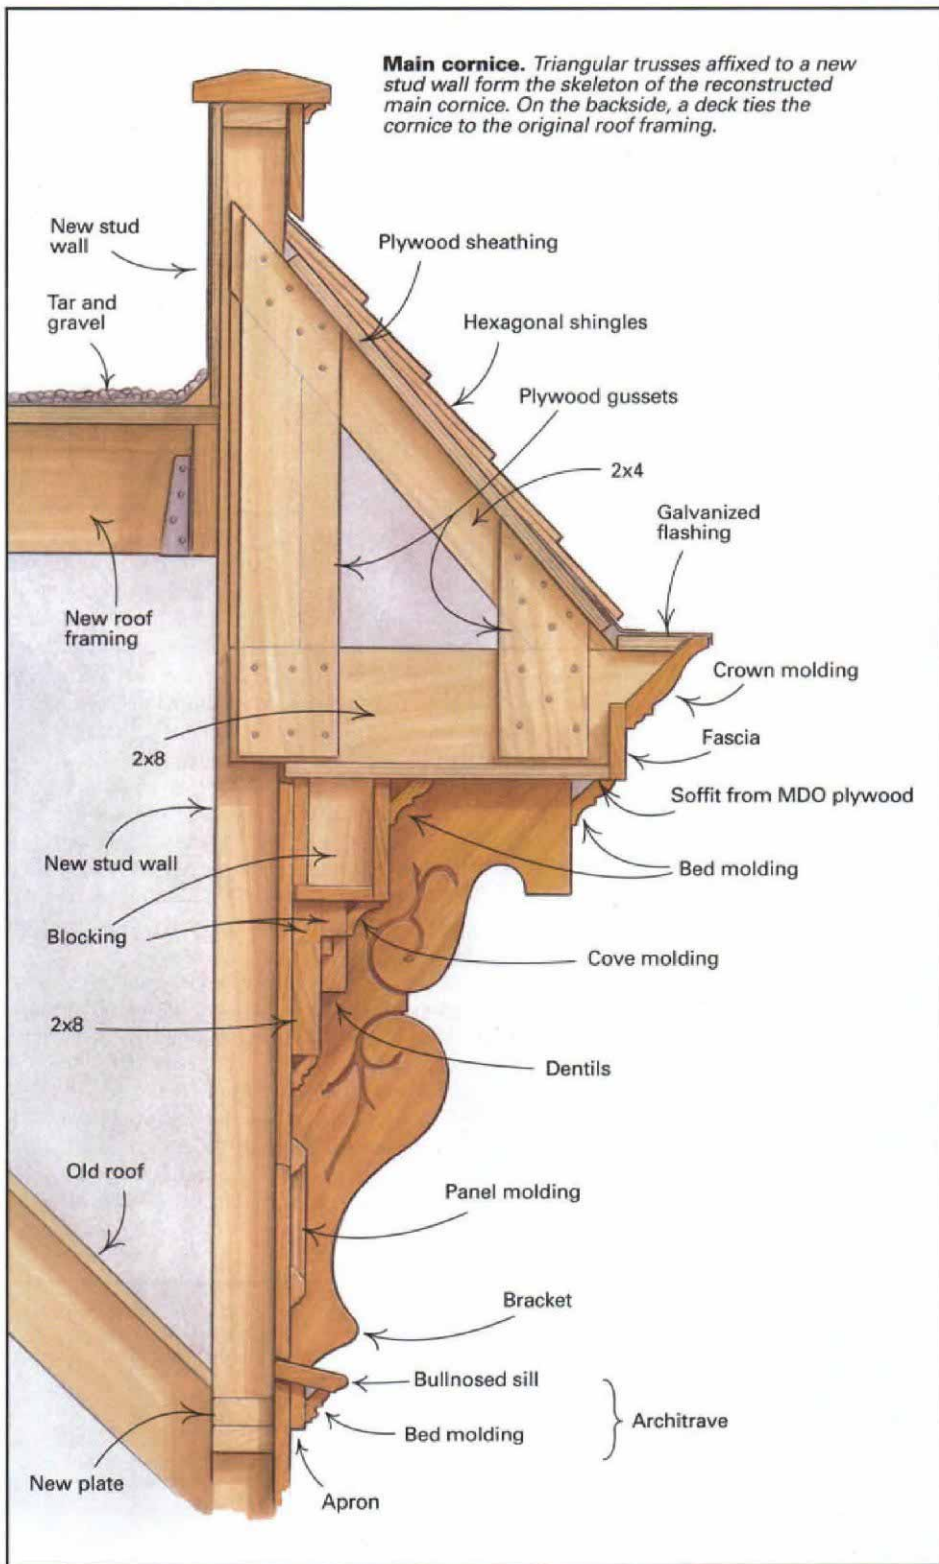 Main cornice. Triangular trusses affixed to a new
stud wall form the skeleton of the reconstructed
main cornice. On the backside, a deck ties the
cornice to the original roof framing.
New stud
wall
Plywood sheathing
Tar and
gravel
Hexagonal shingles
Plywood gussets
2x4
Galvanized
flashing
New roof
framing
Crown molding
Fascia
2x8
Soffit from MDO plywood
New stud wall
Bed molding
Blocking
Cove molding
2x8
Dentils
Old roof
Panel molding
Bracket
Bullnosed sill
Architrave
Bed molding
New plate
Apron